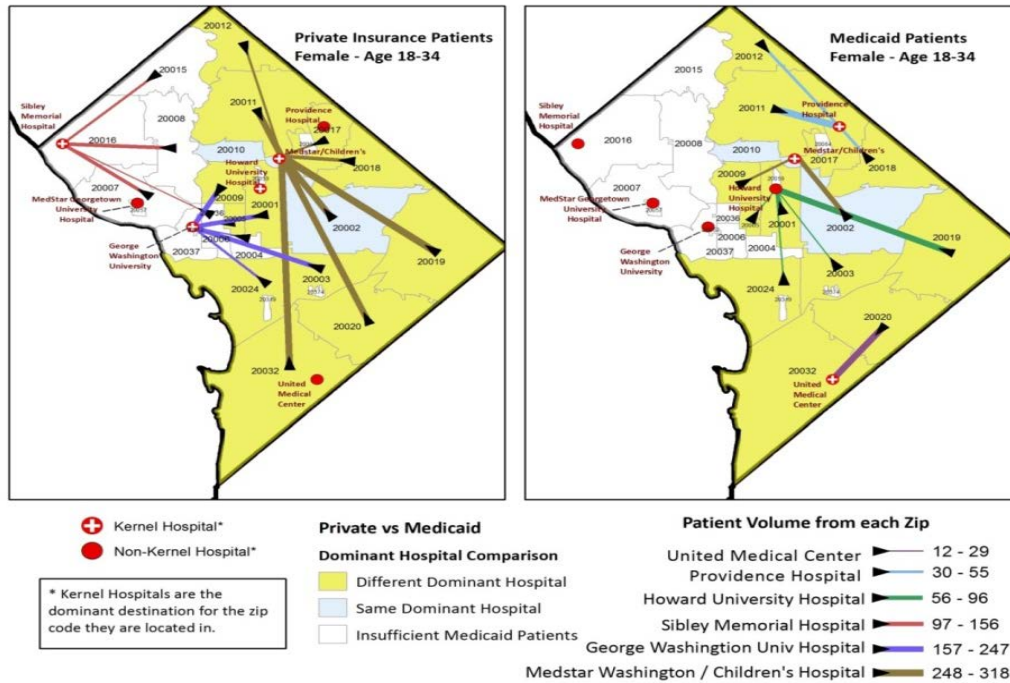 Private Insurance Patients
Female - Age 18-34
20012
20015
Sibley
Memorial
Hospital
20011
Providence
Hospital
20017
20008
20016
20010
Medstar/Children's
20018
Howard
University
Hospital
20007
MedStar Georgetown
University
Hospital
20009
20001
20002
George
Washington
University
20037
20006
20004
20019
20003
20024
20020
20032
United
Medical
Center
Medicaid Patients
Female - Age 18-34
20012
20015
Sibley
Memorial
Hospital
20011
Providence
Hospital
20008
20016
20010
Medstar/Children's
20017
20018
20007
20009
MedStar Georgetown
University
Hospital
Howard
University
Hospital
20036
20001
20002
George
Washington
University
20006
20037
20004
20019
20003
20024
20020
20032
United
Medical
Center
Kernel Hospital*
Non-Kernel Hospital*
* Kernel Hospitals are the
dominant destination for the zip
code they are located in.
Private vs Medicaid
Dominant Hospital Comparison
Different Dominant Hospital
Same Dominant Hospital
Insufficient Medicaid Patients
Patient Volume from each Zip
United Medical Center 12 - 29
Providence Hospital 30 - 55
Howard University Hospital 56 - 96
Sibley Memorial Hospital 97 - 156
George Washingtion Univ Hospital 157 - 247
Medstar Washington / Children's Hospital 248 - 318